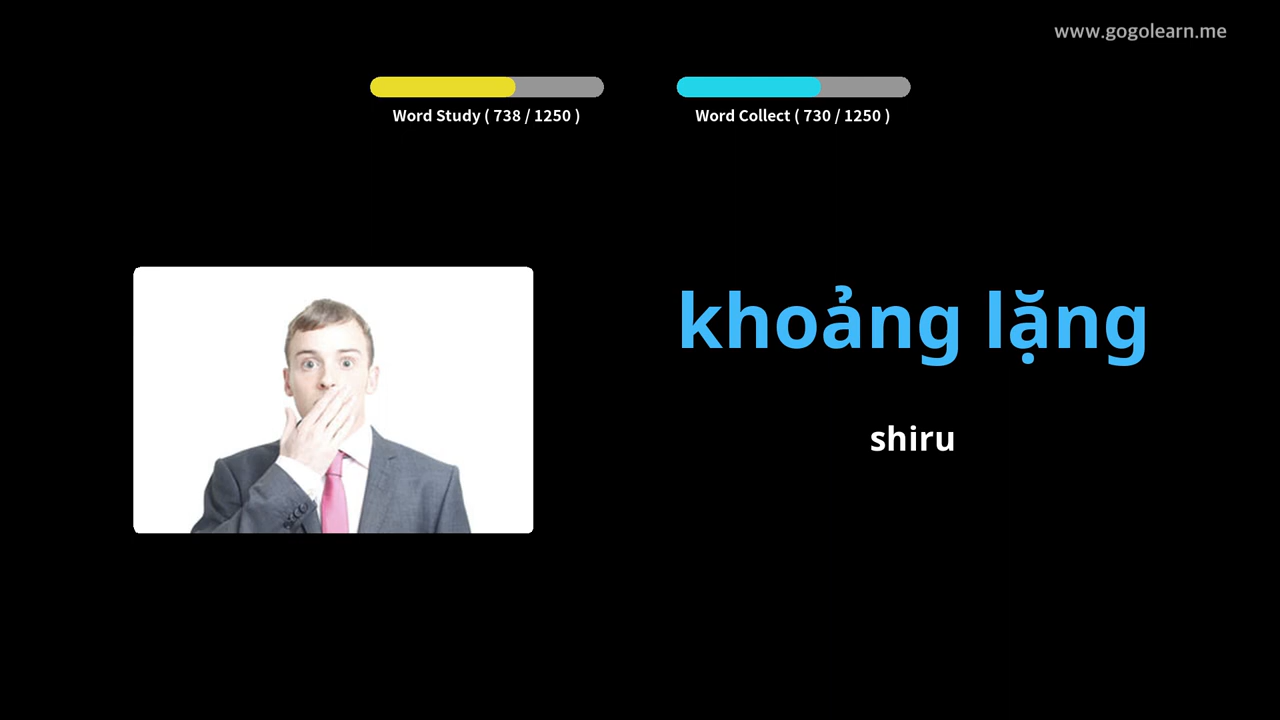 www.gogolearn.me
Word Study ( 738 / 1250 )
Word Collect ( 730 / 1250 )
khoảng lặng
shiru